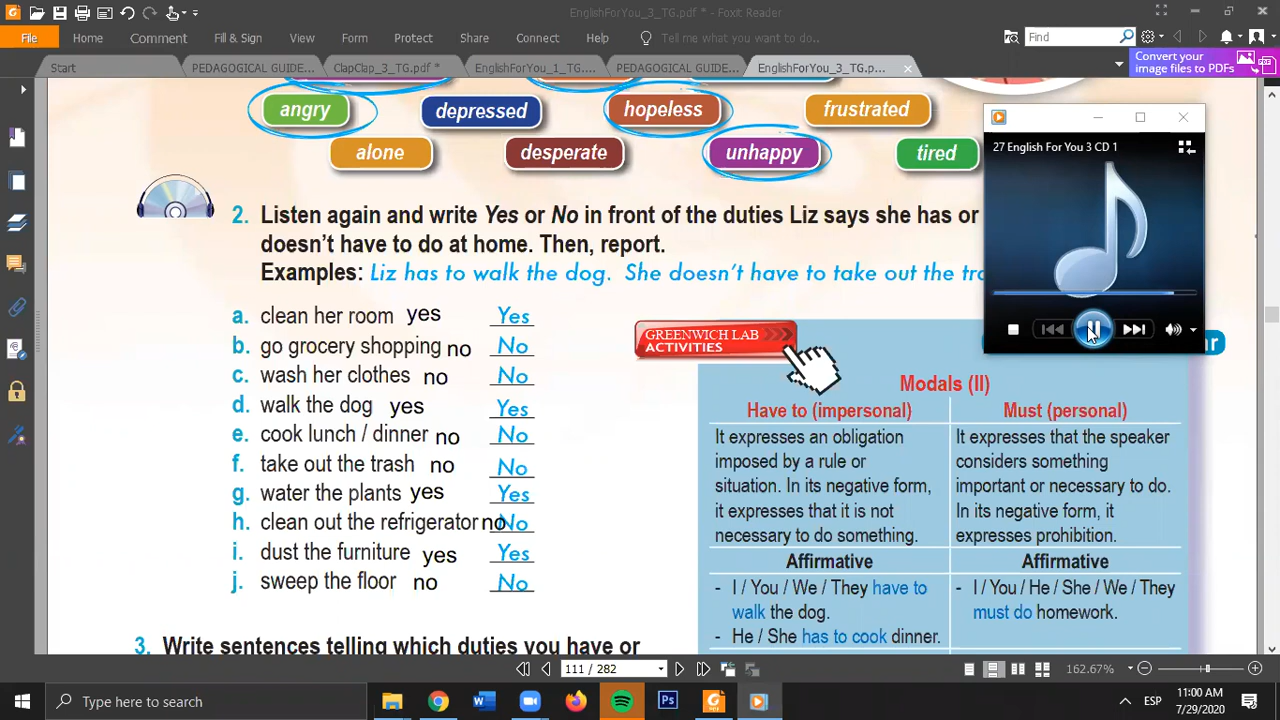 EnglishForYou_3_TG.pdf * - Foxit Reader
File Home Comment Fill & Sign View Form Protect Share Connect Help Tell me what you want to do... Find
Start PEDAGOGICAL GUIDE... ClapClap_3_TG.pdf * EnglishForYou_1_TG.... PEDAGOGICAL GUIDE... EnglishForYou_3_TG.p... ×
Convert your
image files to PDFs
angry depressed hopeless frustrated
alone desperate unhappy tired
27 English For You 3 CD 1
2. Listen again and write Yes or No in front of the duties Liz says she has or
doesn't have to do at home. Then, report.
Examples: Liz has to walk the dog. She doesn't have to take out the tra
a. clean her room yes Yes
b. go grocery shopping no No
c. wash her clothes no No
d. walk the dog yes Yes
e. cook lunch / dinner no No
f. take out the trash no No
g. water the plants yes Yes
h. clean out the refrigerator no No
i. dust the furniture yes Yes
j. sweep the floor no No
3. Write sentences telling which duties you have or
GREENWICH LAB
ACTIVITIES
Modals (II)
Have to (impersonal)
It expresses an obligation
imposed by a rule or
situation. In its negative form,
it expresses that it is not
necessary to do something.
Affirmative
- I / You / We / They have to
walk the dog.
- He / She has to cook dinner.
Must (personal)
It expresses that the speaker
considers something
important or necessary to do.
In its negative form, it
expresses prohibition.
Affirmative
- I / You / He / She / We / They
must do homework.
111 / 282 162.67%
Type here to search ESP 11:00 AM
7/29/2020